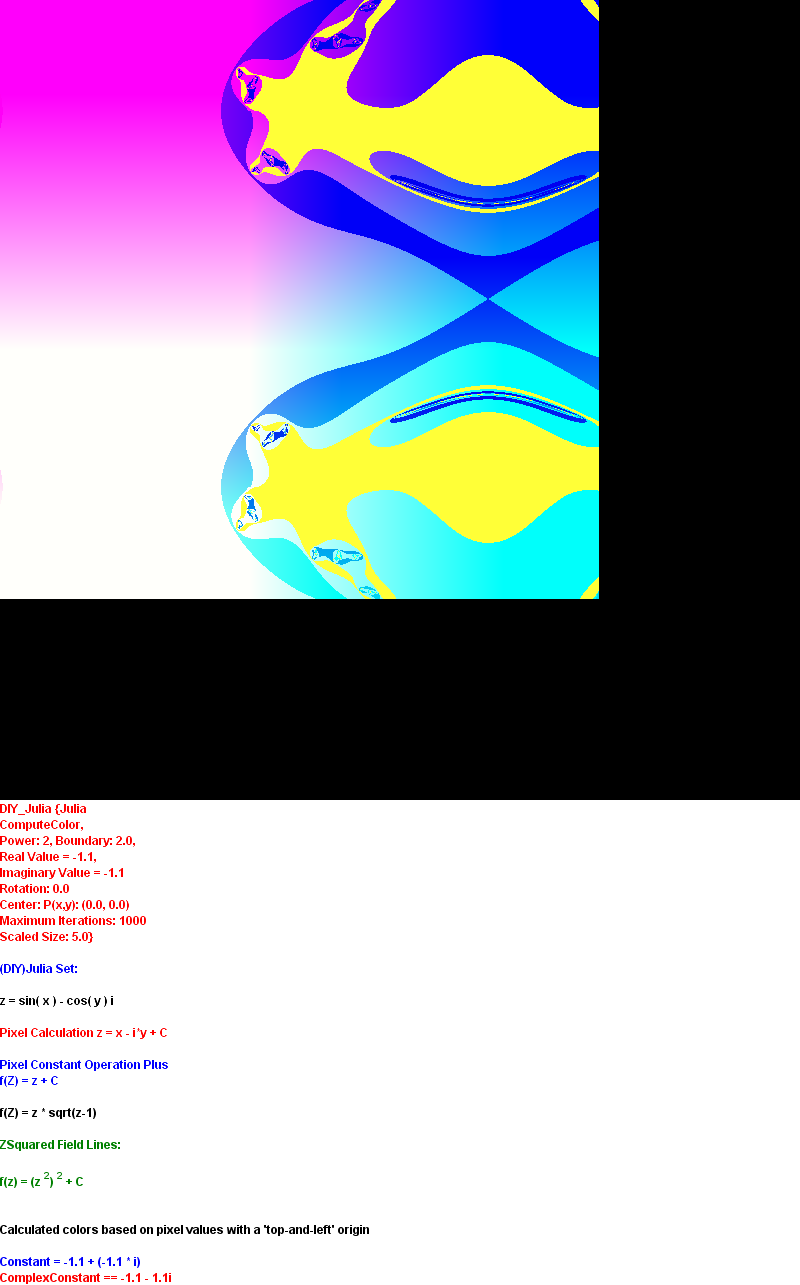 DIY_Julia {Julia
ComputeColor,
Power: 2, Boundary: 2.0,
Real Value = -1.1,
Imaginary Value = -1.1
Rotation: 0.0
Center: P(x,y): (0.0, 0.0)
Maximum Iterations: 1000
Scaled Size: 5.0}
(DIY)Julia Set:
z = sin( x ) - cos( y ) i
Pixel Calculation z = x - i*y + C
Pixel Constant Operation Plus
f(Z) = z + C
f(Z) = z * sqrt(z-1)
ZSquared Field Lines:
f(z) = (z ²) ² + C
Calculated colors based on pixel values with a 'top-and-left' origin
Constant = -1.1 + (-1.1 * i)
ComplexConstant == -1.1 - 1.1i